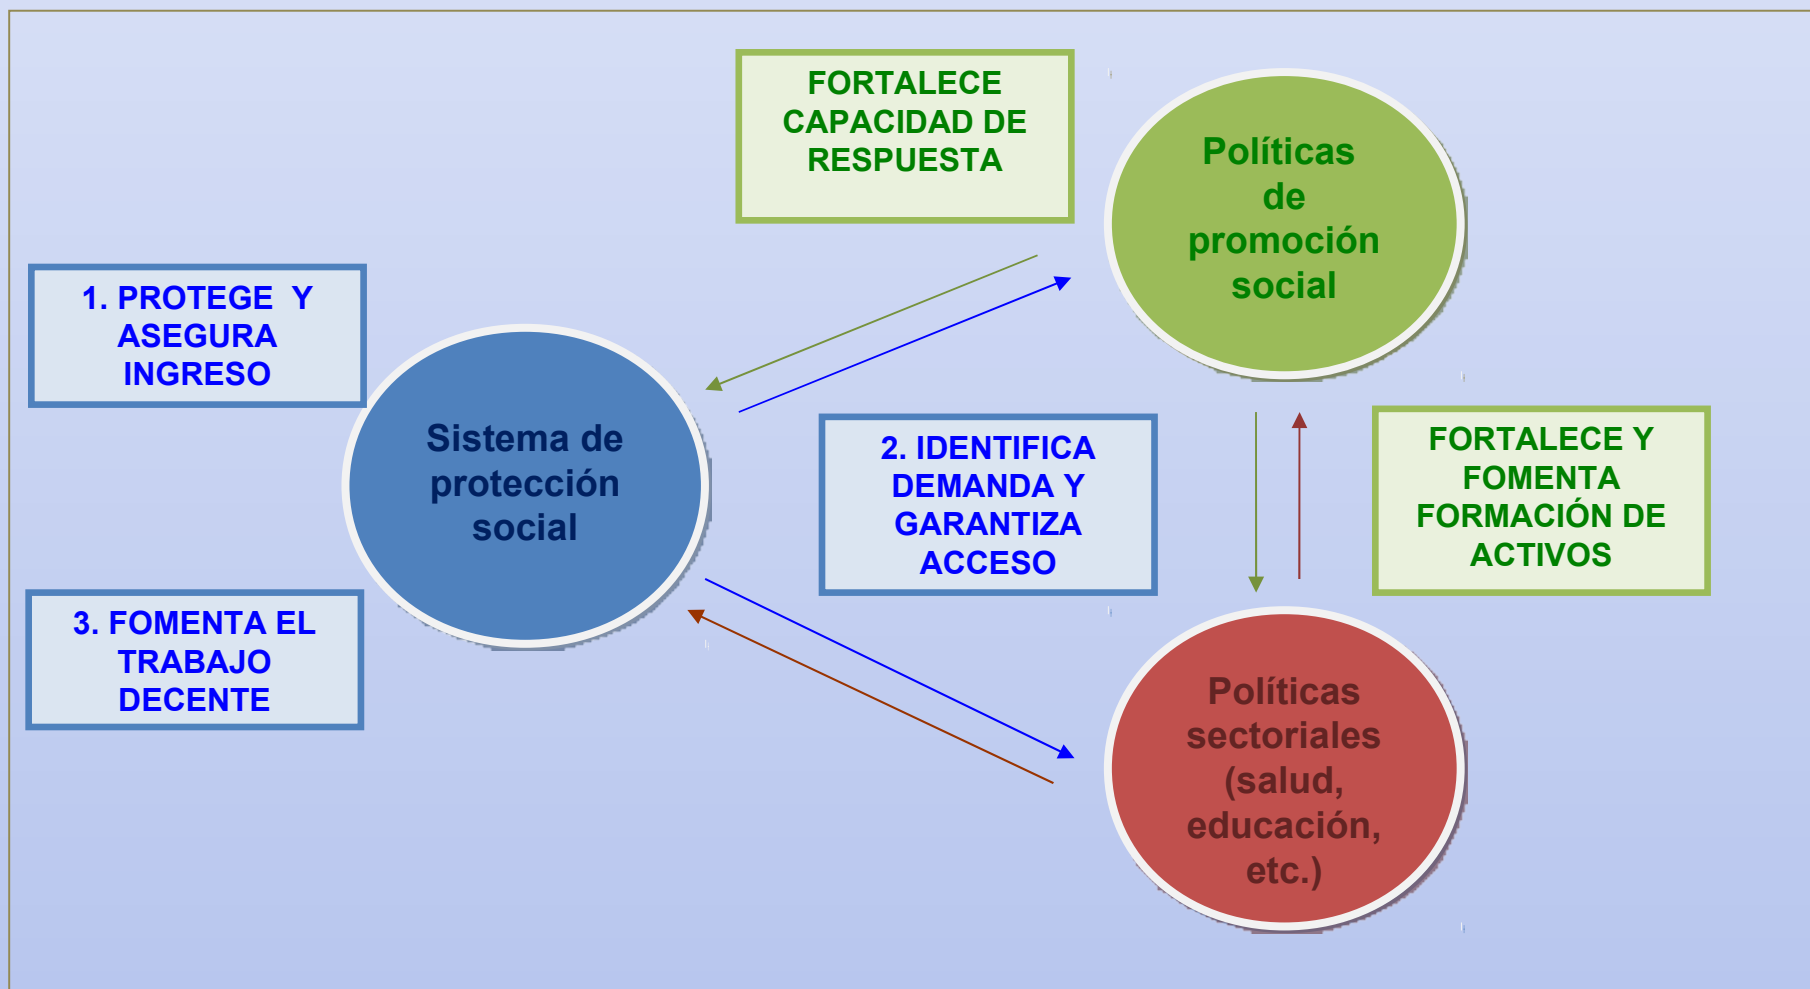 FORTALECE
CAPACIDAD DE
RESPUESTA
Políticas
de
promoción
social
1. PROTEGE Y
ASEGURA
INGRESO
Sistema de
protección
social
2. IDENTIFICA
DEMANDA Y
GARANTIZA
ACCESO
FORTALECE Y
FOMENTA
FORMACIÓN DE
ACTIVOS
3. FOMENTA EL
TRABAJO
DECENTE
Políticas
sectoriales
(salud,
educación,
etc.)